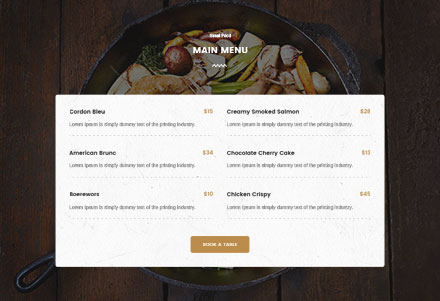 Great Food
MAIN MENU
Cordon Bleu $15
Lorem Ipsum is simply dummy text of the printing industry.
Creamy Smoked Salmon $28
Lorem Ipsum is simply dummy text of the printing industry.
American Brunc $34
Lorem Ipsum is simply dummy text of the printing industry.
Chocolate Cherry Cake $15
Lorem Ipsum is simply dummy text of the printing industry.
Boerewors $10
Lorem Ipsum is simply dummy text of the printing industry.
Chicken Crispy $45
Lorem Ipsum is simply dummy text of the printing industry.
BOOK A TABLE